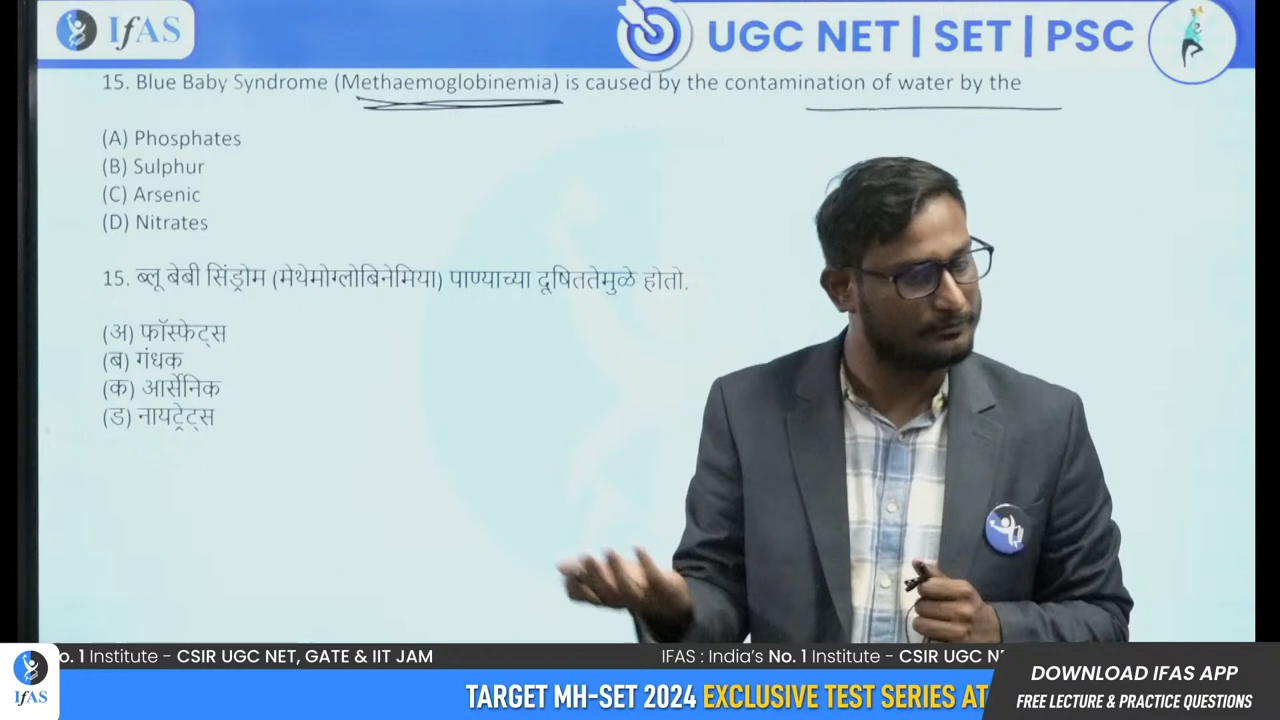 IfAS
UGC NET | SET | PSC
15. Blue Baby Syndrome (Methaemoglobinemia) is caused by the contamination of water by the
(A) Phosphates
(B) Sulphur
(C) Arsenic
(D) Nitrates
15. ब्लू बेबी सिंड्रोम (मेथेमोग्लोबिनेमिया) पाण्याच्या दूषिततेमुळे होतो.
(अ) फॉस्फेट्स
(ब) गंधक
(क) आर्सेनिक
(ड) नायट्रेट्स
o. 1 Institute - CSIR UGC NET, GATE & IIT JAM
IFAS : India's No. 1 Institute - CSIR UGC
IfAS
TARGET MH-SET 2024 EXCLUSIVE TEST SERIES AT
DOWNLOAD IFAS APP
FREE LECTURE & PRACTICE QUESTIONS